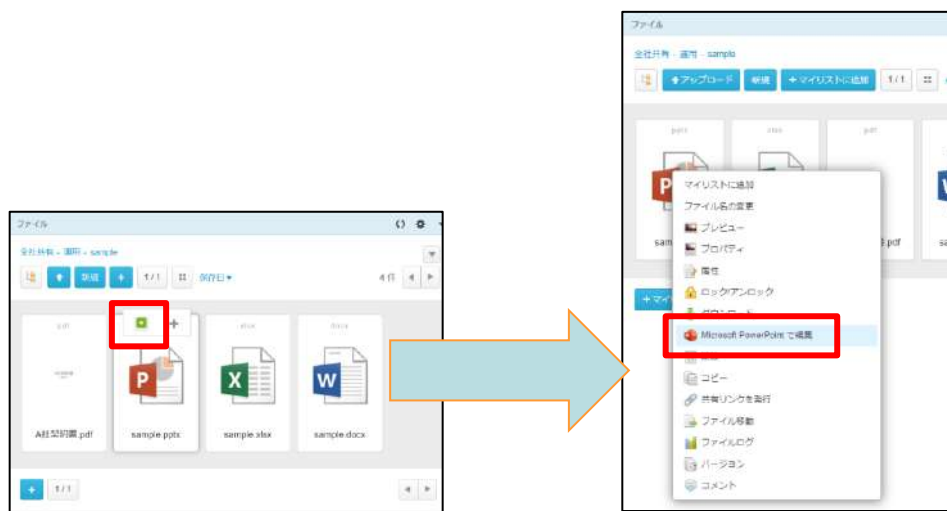 ファイル
全社共有 - 運用 - sample
新規
+
1 / 1
保存日▼
4 件
pdf
xlsx
docx
P
X
W
A社契約書.pdf
sample.pptx
sample.xlsx
sample.docx
+
1 / 1
ファイル
全社共有 - 運用 - sample
アップロード
新規
+マイリストに追加
1 / 1
pptx
xlsx
pdf
マイリストに追加
ファイル名の変更
プレビュー
プロパティ
属性
ロック/アンロック
ダウンロード
Microsoft PowerPoint で編集
コピー
共有リンクを発行
ファイル移動
ファイルログ
バージョン
コメント